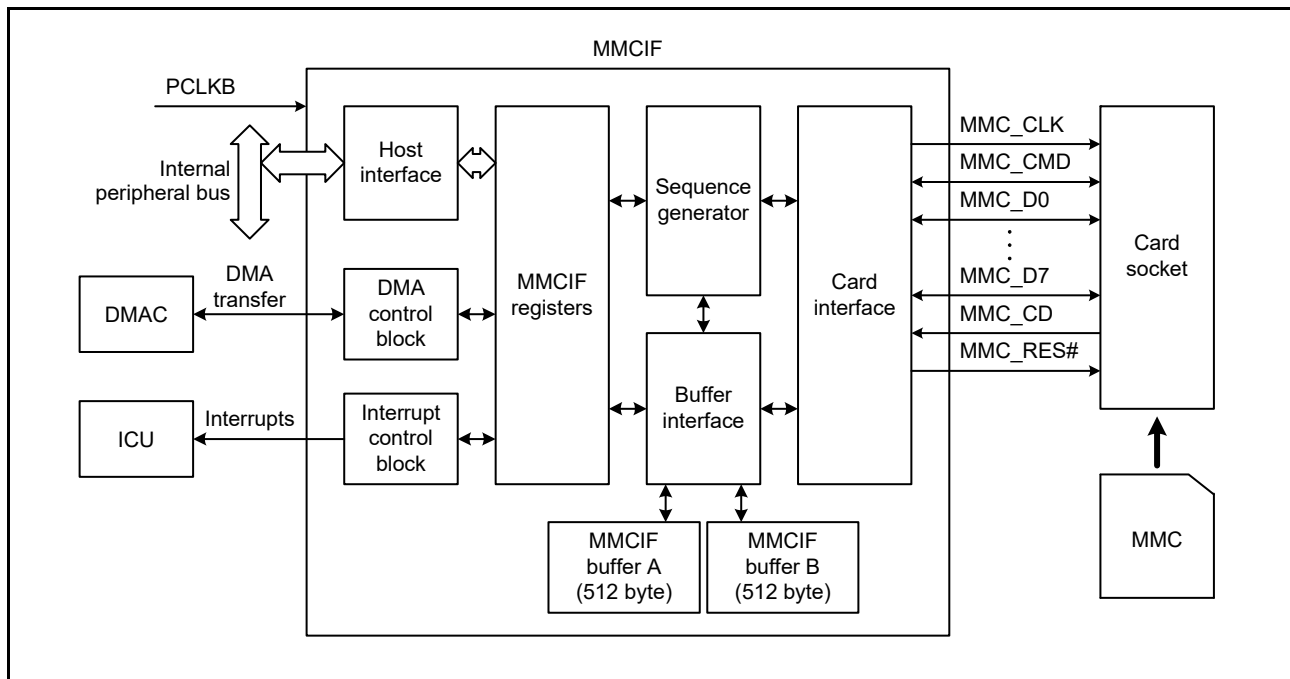 MMCIF
PCLKB
Internal
peripheral bus
Host
interface
MMCIF
registers
Sequence
generator
Card
interface
MMC_CLK
MMC_CMD
MMC_D0
MMC_D7
MMC_CD
MMC_RES#
Card
socket
DMAC
DMA
transfer
DMA
control
block
Buffer
interface
ICU
Interrupts
Interrupt
control
block
MMCIF
buffer A
(512 byte)
MMCIF
buffer B
(512 byte)
MMC